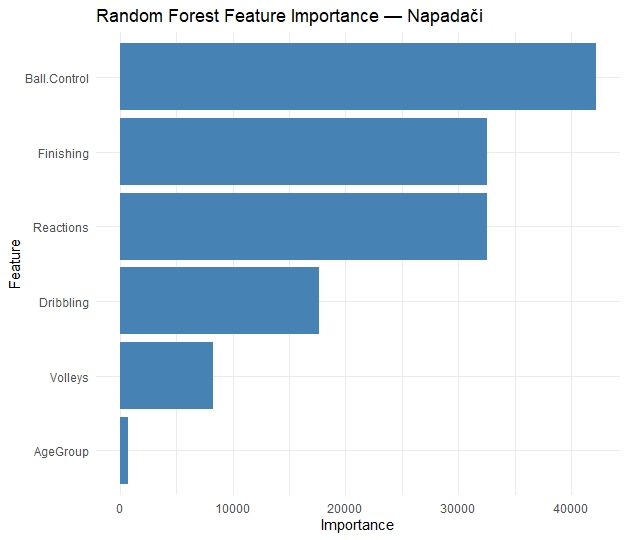 Random Forest Feature Importance — Napadači
Feature
Ball.Control
Finishing
Reactions
Dribbling
Volleys
AgeGroup
0 10000 20000 30000 40000
Importance